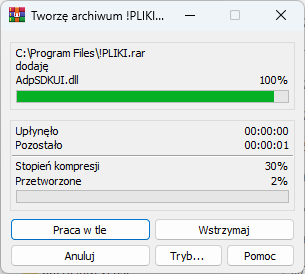 Tworzę archiwum !PLIKI...
C:\Program Files\!PLIKI.rar
dodaję
AdpSDKUI.dll 100%
Upłynęło 00:00:00
Pozostało 00:00:01
Stopień kompresji 30%
Przetworzone 2%
Praca w tle Wstrzymaj
Anuluj Tryb... Pomoc